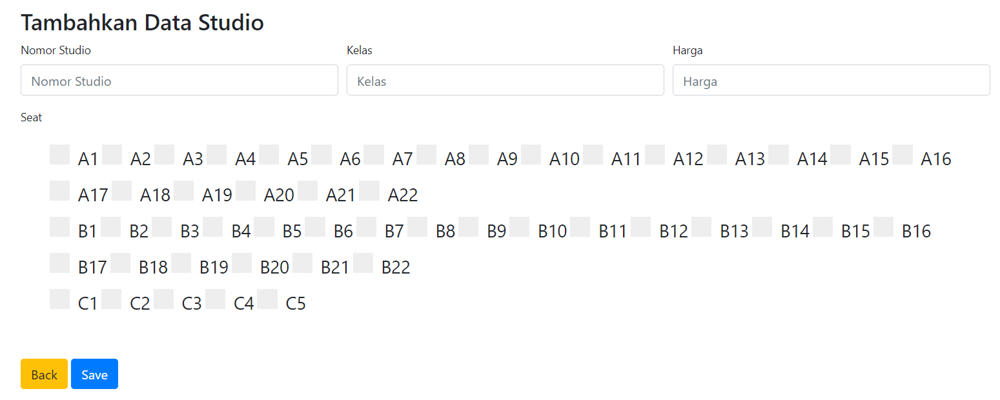 Tambahkan Data Studio
Nomor Studio Kelas Harga
Nomor Studio Kelas Harga
Seat
A1 A2 A3 A4 A5 A6 A7 A8 A9 A10 A11 A12 A13 A14 A15 A16
A17 A18 A19 A20 A21 A22
B1 B2 B3 B4 B5 B6 B7 B8 B9 B10 B11 B12 B13 B14 B15 B16
B17 B18 B19 B20 B21 B22
C1 C2 C3 C4 C5
Back Save